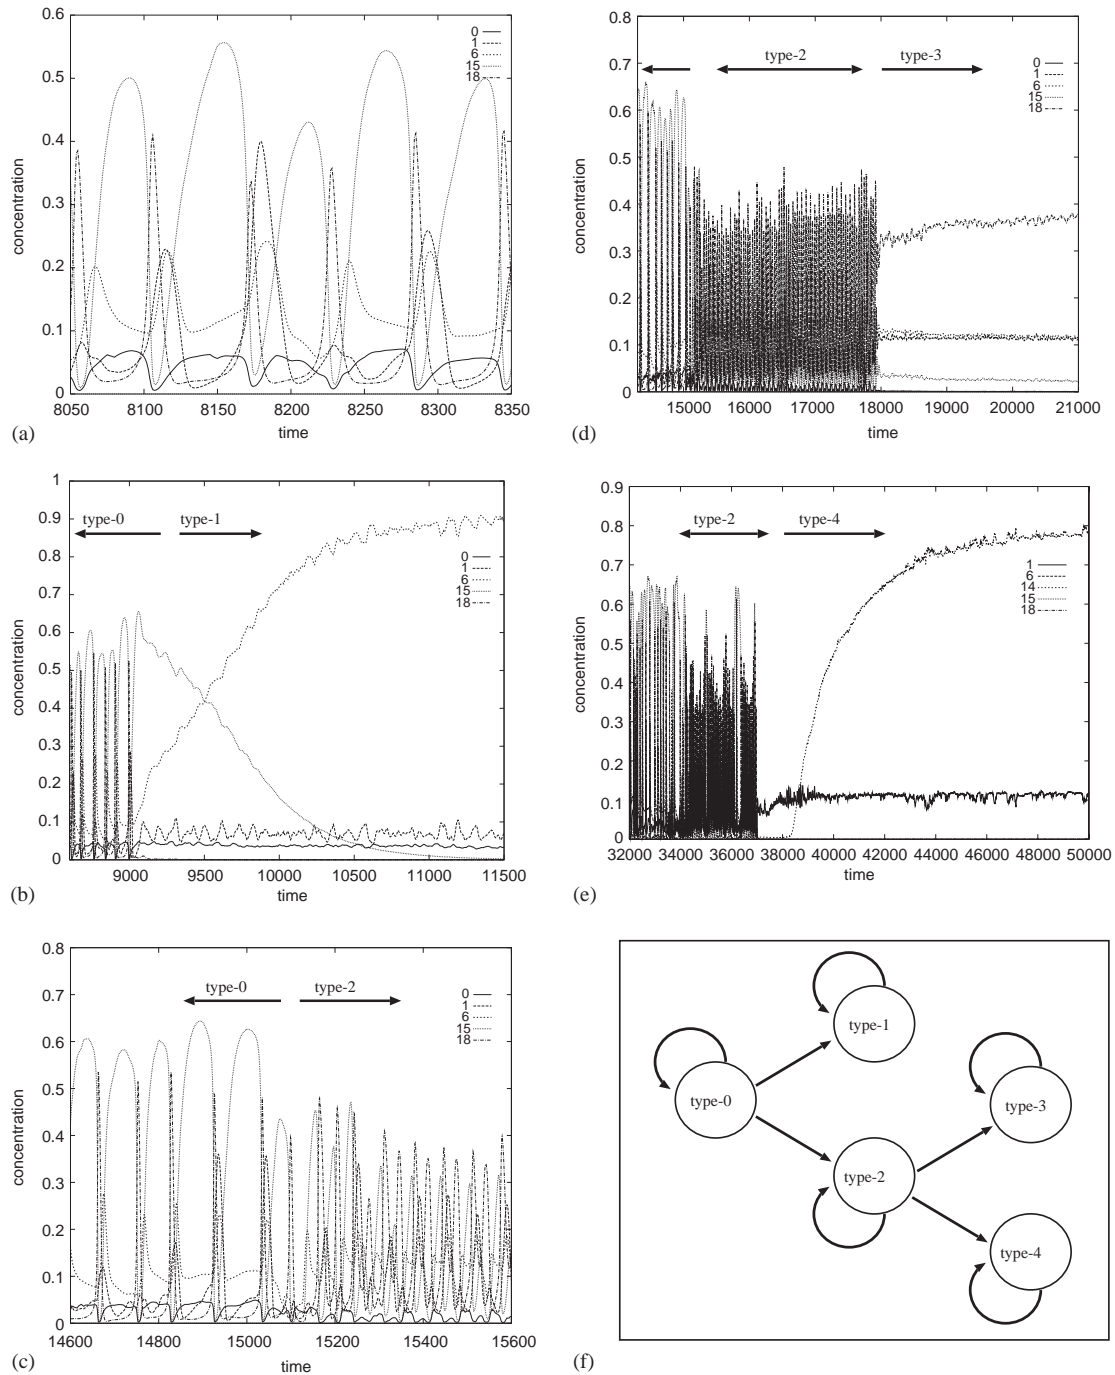 0.6
0.5
0.4
0.3
0.2
0.1
0
concentration
0
1
6
15
18
8050 8100 8150 8200 8250 8300 8350
time
(a)
1
0.9
0.8
0.7
0.6
0.5
0.4
0.3
0.2
0.1
0
concentration
type-0 type-1
0
1
6
15
18
9000 9500 10000 10500 11000 11500
time
(b)
0.8
0.7
0.6
0.5
0.4
0.3
0.2
0.1
0
concentration
type-0 type-2
0
1
6
15
18
14600 14800 15000 15200 15400 15600
time
(c)
0.8
0.7
0.6
0.5
0.4
0.3
0.2
0.1
0
concentration
type-2 type-3
0
1
6
15
18
15000 16000 17000 18000 19000 20000 21000
time
(d)
0.9
0.8
0.7
0.6
0.5
0.4
0.3
0.2
0.1
0
concentration
type-2 type-4
1
6
14
15
18
32000 34000 36000 38000 40000 42000 44000 46000 48000 50000
time
(e)
type-1
type-0
type-3
type-2
type-4
(f)